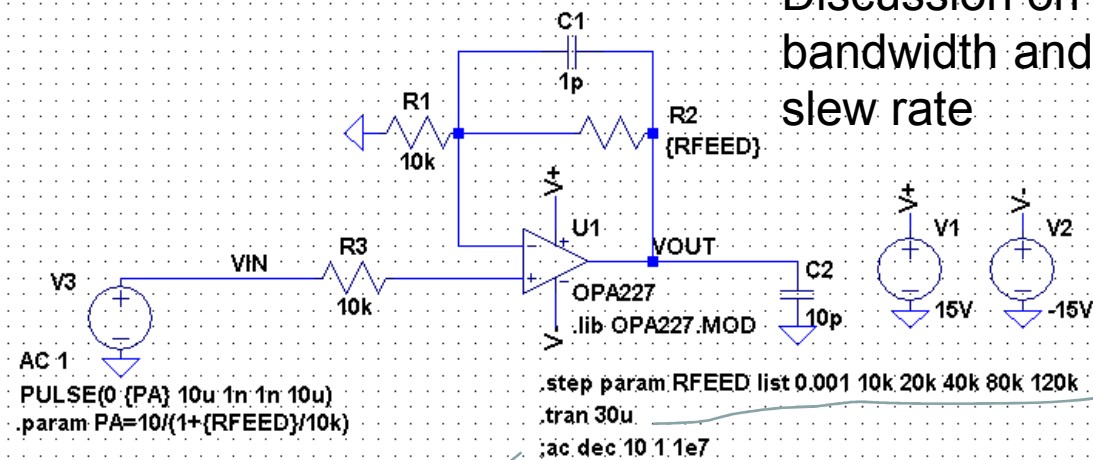 Discussion on
bandwidth and
slew rate
C1
1p
R1
10k
R2
{RFEED}
V+
U1
VOUT
R3
10k
VIN
V3
OPA227
.lib OPA227.MOD
V-
C2
10p
V+
V1
15V
V-
V2
-15V
AC 1
PULSE(0 {PA} 10u 1n 1n 10u)
.param PA=10/(1+{RFEED}/10k)
.step param RFEED list 0.001 10k 20k 40k 80k 120k
.tran 30u
;ac dec 10 1 1e7